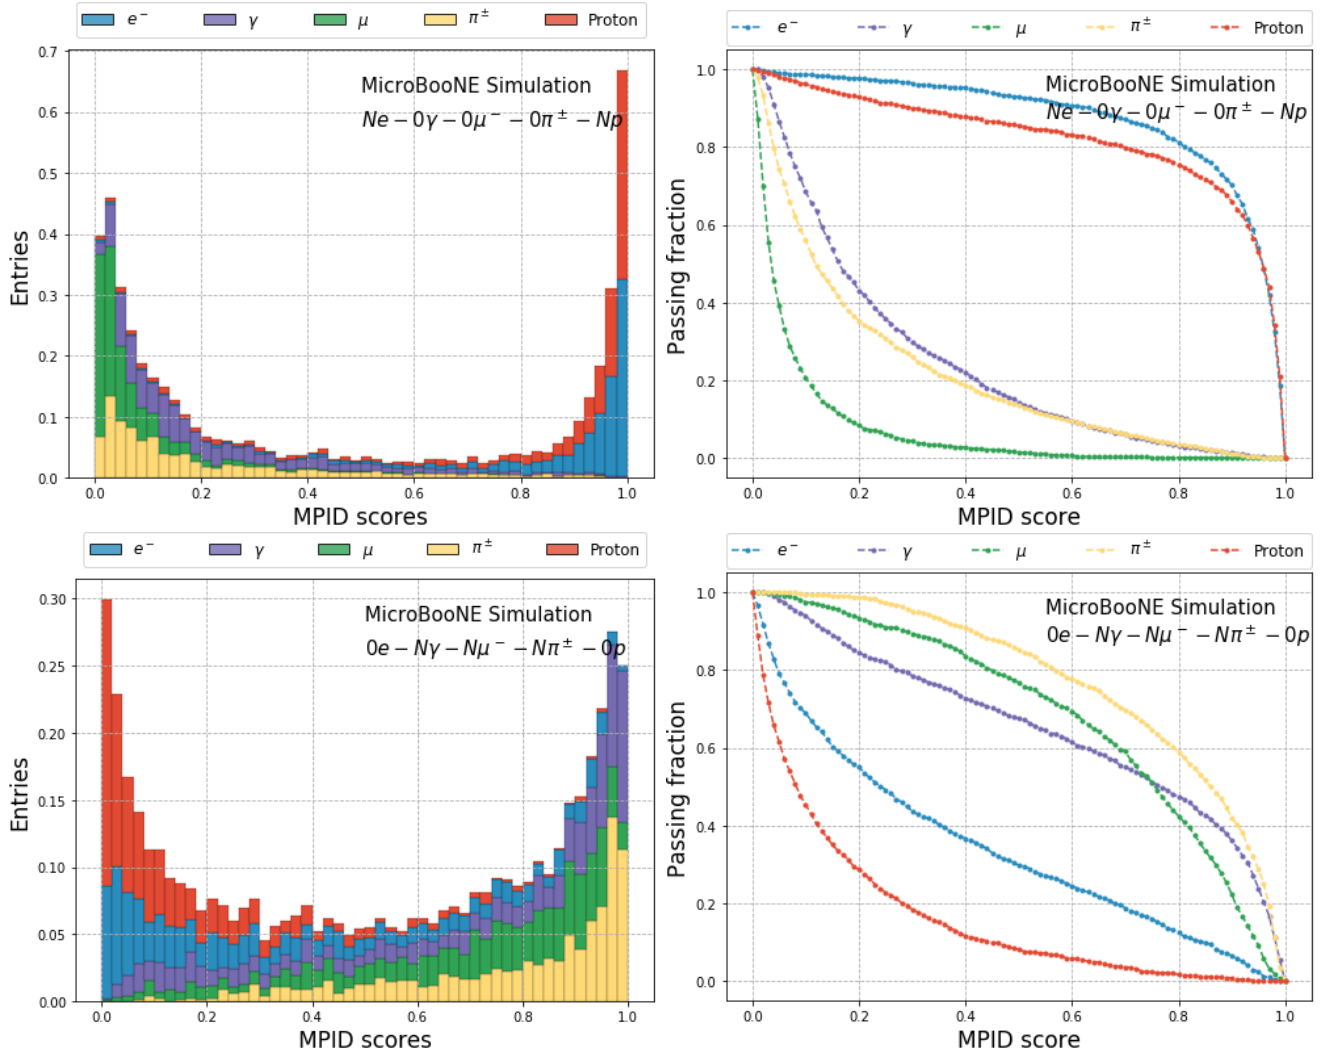 e⁻ γ μ π± Proton
MicroBooNE Simulation
Ne − 0γ − 0μ⁻ − 0π± − Np
Entries
0.7
0.6
0.5
0.4
0.3
0.2
0.1
0.0
0.0 0.2 0.4 0.6 0.8 1.0
MPID scores
e⁻ γ μ π± Proton
MicroBooNE Simulation
Ne − 0γ − 0μ⁻ − 0π± − Np
Passing fraction
1.0
0.8
0.6
0.4
0.2
0.0
0.0 0.2 0.4 0.6 0.8 1.0
MPID score
e⁻ γ μ π± Proton
MicroBooNE Simulation
0e − Nγ − Nμ⁻ − Nπ± − 0p
Entries
0.30
0.25
0.20
0.15
0.10
0.05
0.00
0.0 0.2 0.4 0.6 0.8 1.0
MPID scores
e⁻ γ μ π± Proton
MicroBooNE Simulation
0e − Nγ − Nμ⁻ − Nπ± − 0p
Passing fraction
1.0
0.8
0.6
0.4
0.2
0.0
0.0 0.2 0.4 0.6 0.8 1.0
MPID score